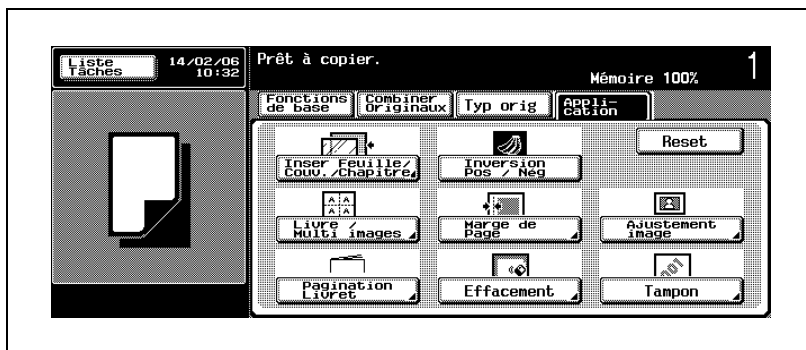 Liste
Tâches
14/02/06
10:32
Prêt à copier.
Mémoire 100%
1
Fonctions
de base
Combiner
Originaux
Typ orig
Appli-
cation
Reset
Inser Feuille/
Couv./Chapitre
Inversion
Pos / Nég
Livre /
Multi images
Marge de
Page
Ajustement
image
Pagination
Livret
Effacement
Tampon